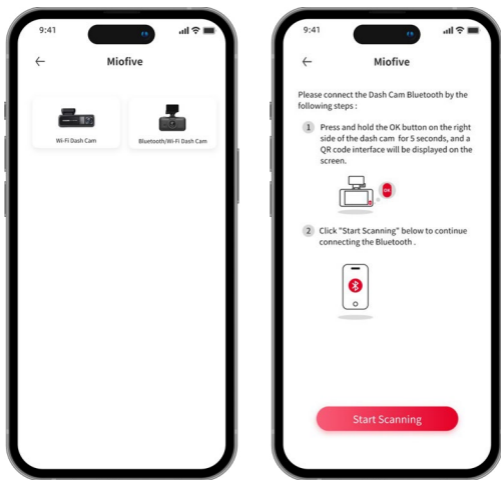 9:41
Miofive
Wi-Fi Dash Cam
Bluetooth/Wi-Fi Dash Cam
9:41
Miofive
Please connect the Dash Cam Bluetooth by the
following steps :
1 Press and hold the OK button on the right
side of the dash cam for 5 seconds, and a
QR code interface will be displayed on the
screen.
OK
2 Click "Start Scanning" below to continue
connecting the Bluetooth .
Start Scanning